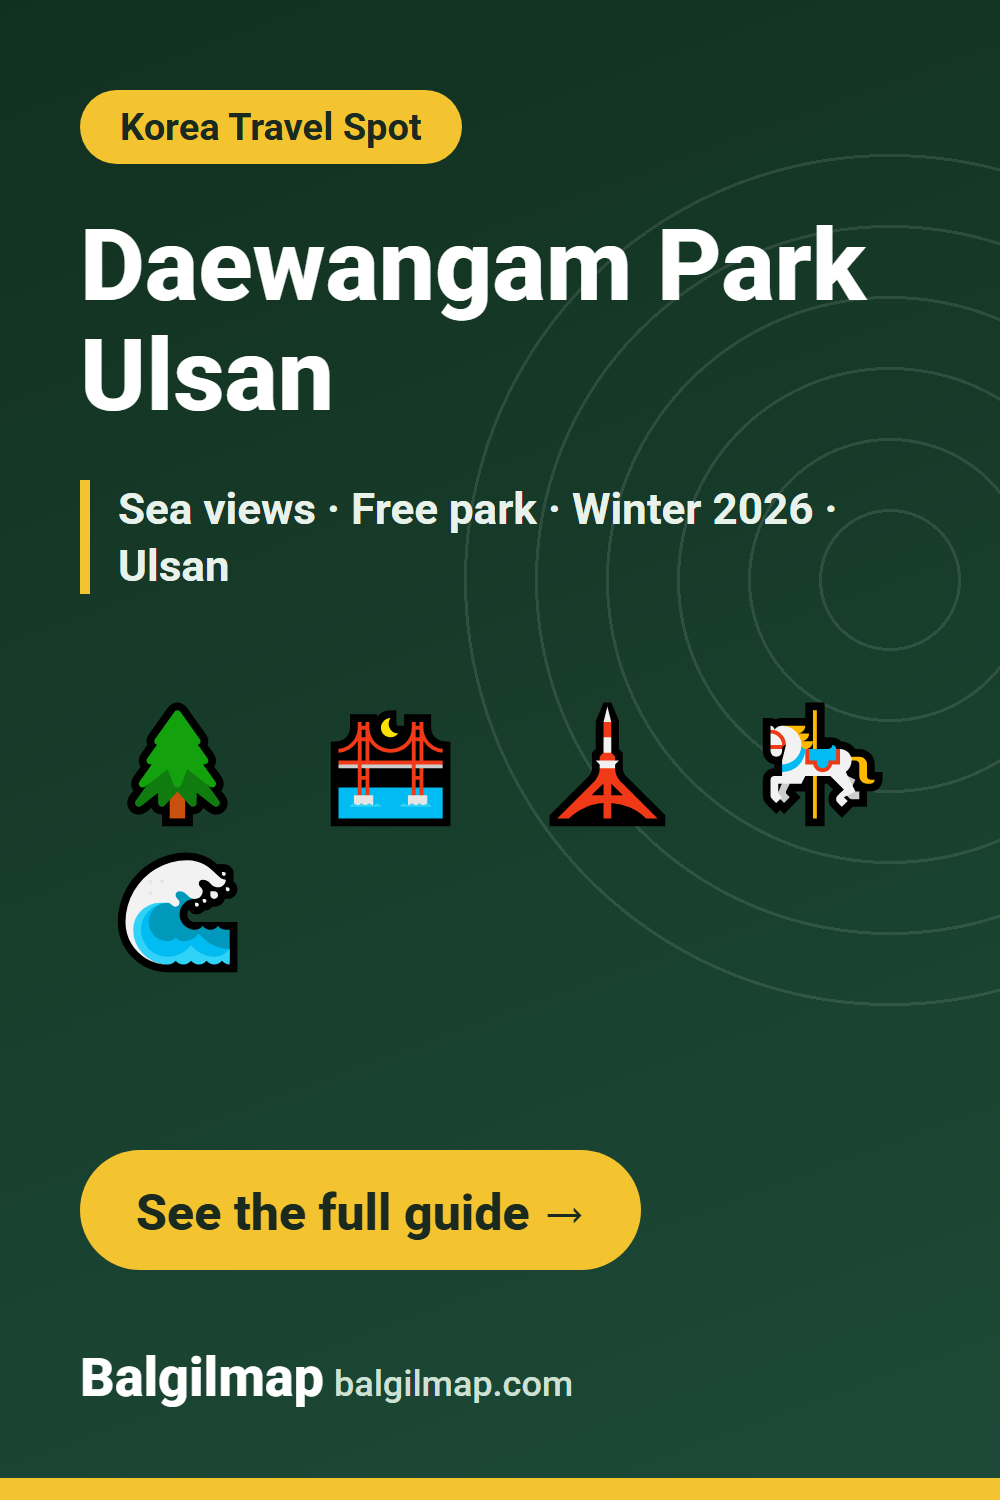 Korea Travel Spot
Daewangam Park
Ulsan
Sea views · Free park · Winter 2026 ·
Ulsan
See the full guide →
Balgilmap balgilmap.com